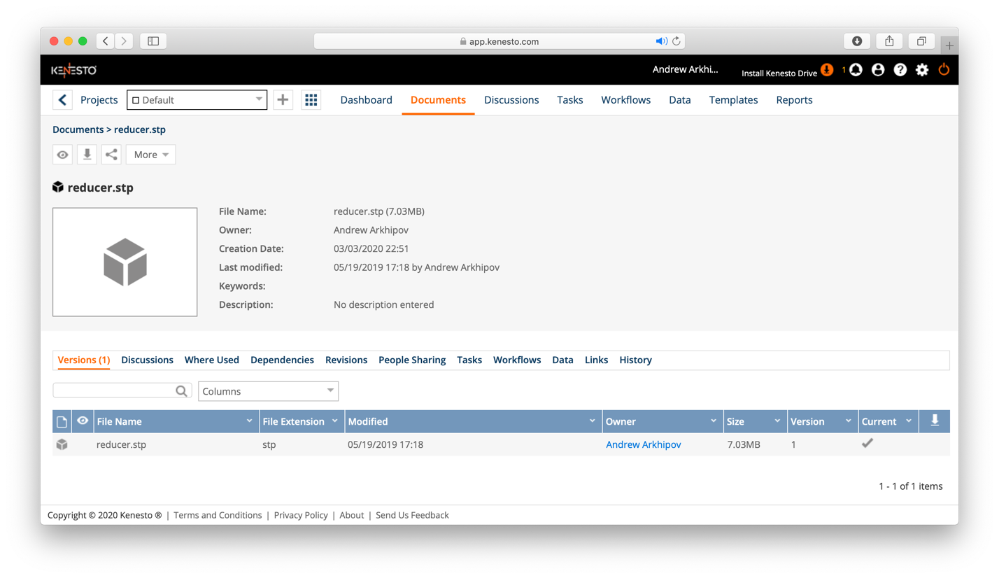 app.kenesto.com
KENESTO
Andrew Arkhi...
Install Kenesto Drive
1
Projects
Default
Dashboard
Documents
Discussions
Tasks
Workflows
Data
Templates
Reports
Documents > reducer.stp
More
reducer.stp
File Name: reducer.stp (7.03MB)
Owner: Andrew Arkhipov
Creation Date: 03/03/2020 22:51
Last modified: 05/19/2019 17:18 by Andrew Arkhipov
Keywords:
Description: No description entered
Versions (1) Discussions Where Used Dependencies Revisions People Sharing Tasks Workflows Data Links History
Columns
File Name File Extension Modified Owner Size Version Current
reducer.stp stp 05/19/2019 17:18 Andrew Arkhipov 7.03MB 1
1 - 1 of 1 items
Copyright © 2020 Kenesto ® | Terms and Conditions | Privacy Policy | About | Send Us Feedback